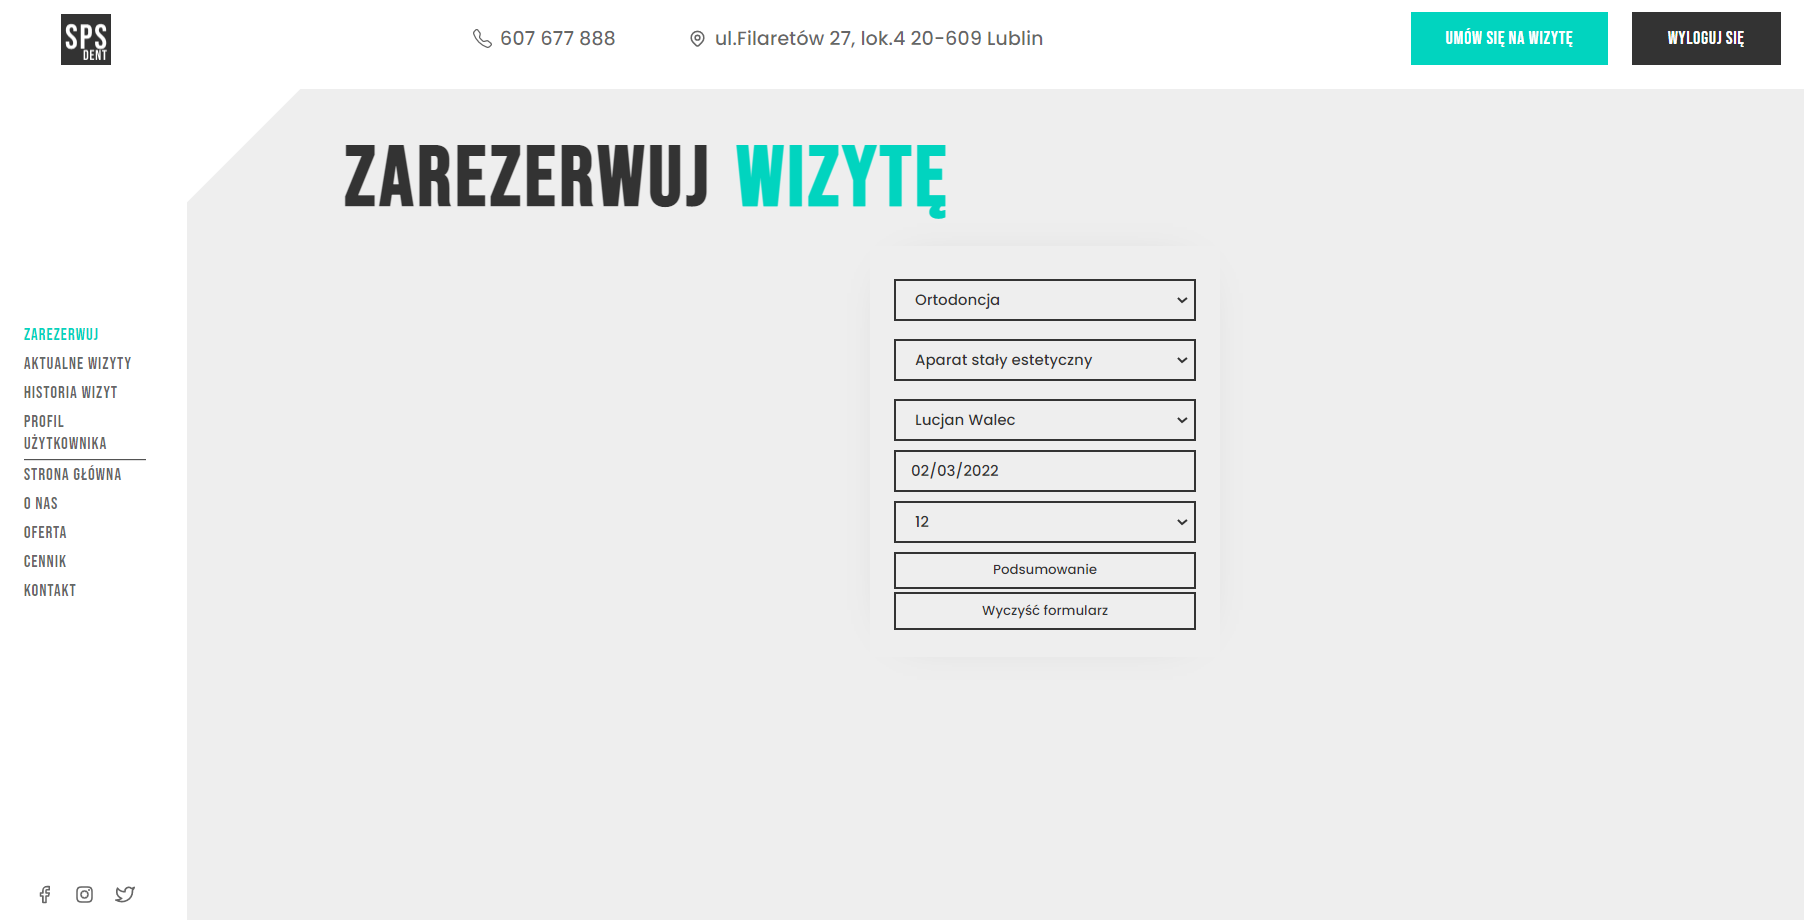 SPS
DENT
607 677 888
ul.Filaretów 27, lok.4 20-609 Lublin
UMÓW SIĘ NA WIZYTĘ
WYLOGUJ SIĘ
ZAREZERWUJ WIZYTĘ
ZAREZERWUJ
AKTUALNE WIZYTY
HISTORIA WIZYT
PROFIL
UŻYTKOWNIKA
STRONA GŁÓWNA
O NAS
OFERTA
CENNIK
KONTAKT
Ortodoncja
Aparat stały estetyczny
Lucjan Walec
02/03/2022
12
Podsumowanie
Wyczyść formularz